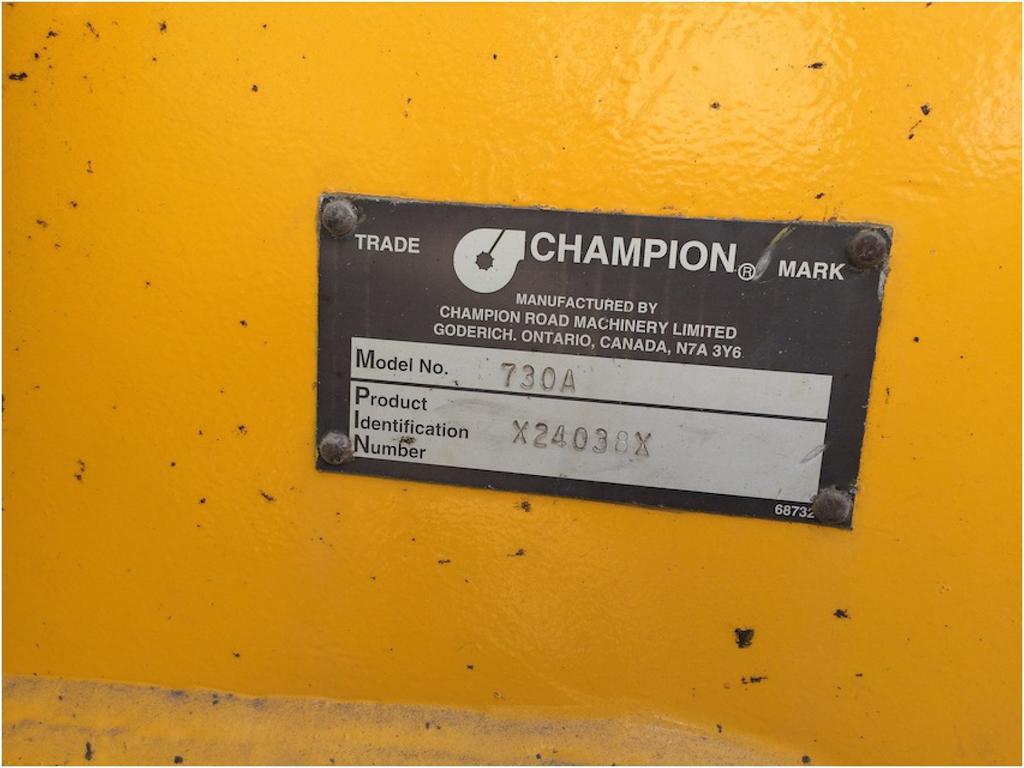 TRADE CHAMPION® MARK
MANUFACTURED BY
CHAMPION ROAD MACHINERY LIMITED
GODERICH. ONTARIO, CANADA, N7A 3Y6
Model No. 730A
Product
Identification X24038X
Number
68732